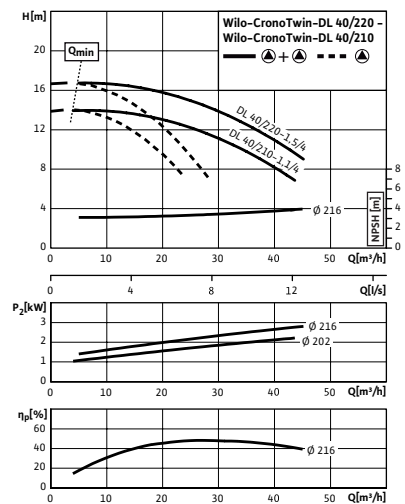 H[m]
Wilo-CronoTwin-DL 40/220 -
Wilo-CronoTwin-DL 40/210
+
20
Qmin
16
12
8
4
0
DL 40/220-1,5/4
DL 40/210-1,1/4
Ø 216
8
6
4
2
0
NPSH [m]
0 10 20 30 40 50 Q[m³/h]
0 4 8 12 Q[l/s]
P₂[kW]
3
2
1
0
Ø 216
Ø 202
0 10 20 30 40 50 Q[m³/h]
ηp[%]
60
40
20
0
Ø 216
0 10 20 30 40 50 Q[m³/h]